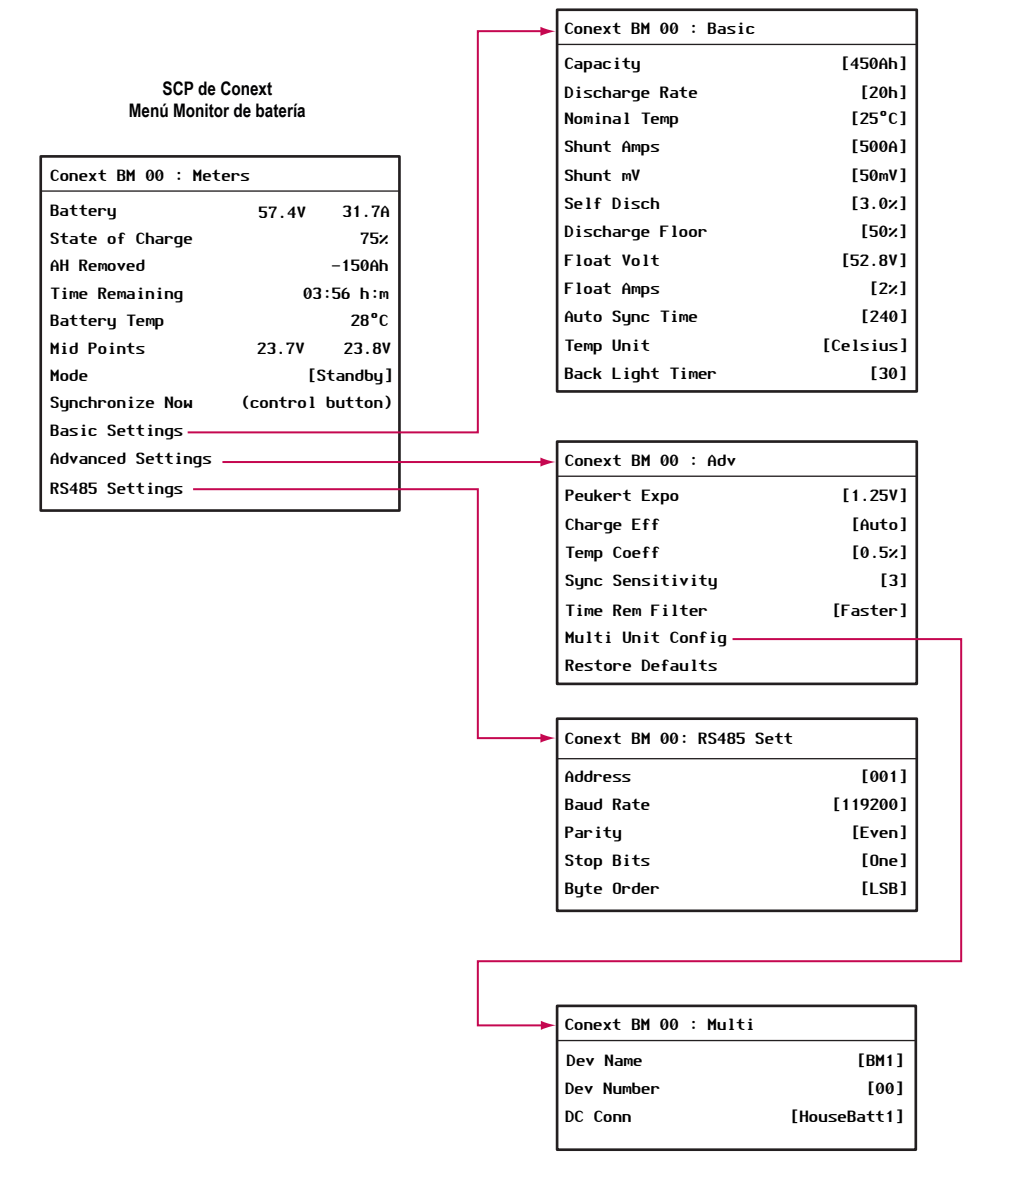 SCP de Conext
Menú Monitor de batería
Conext BM 00 : Meters
Battery 57.4V 31.7A
State of Charge 75%
AH Removed -150Ah
Time Remaining 03:56 h:m
Battery Temp 28°C
Mid Points 23.7V 23.8V
Mode [Standby]
Synchronize Now (control button)
Basic Settings
Advanced Settings
RS485 Settings
Conext BM 00 : Basic
Capacity [450Ah]
Discharge Rate [20h]
Nominal Temp [25°C]
Shunt Amps [500A]
Shunt mV [50mV]
Self Disch [3.0%]
Discharge Floor [50%]
Float Volt [52.8V]
Float Amps [2%]
Auto Sync Time [240]
Temp Unit [Celsius]
Back Light Timer [30]
Conext BM 00 : Adv
Peukert Expo [1.25V]
Charge Eff [Auto]
Temp Coeff [0.5%]
Sync Sensitivity [3]
Time Rem Filter [Faster]
Multi Unit Config
Restore Defaults
Conext BM 00: RS485 Sett
Address [001]
Baud Rate [119200]
Parity [Even]
Stop Bits [One]
Byte Order [LSB]
Conext BM 00 : Multi
Dev Name [BM1]
Dev Number [00]
DC Conn [HouseBatt1]